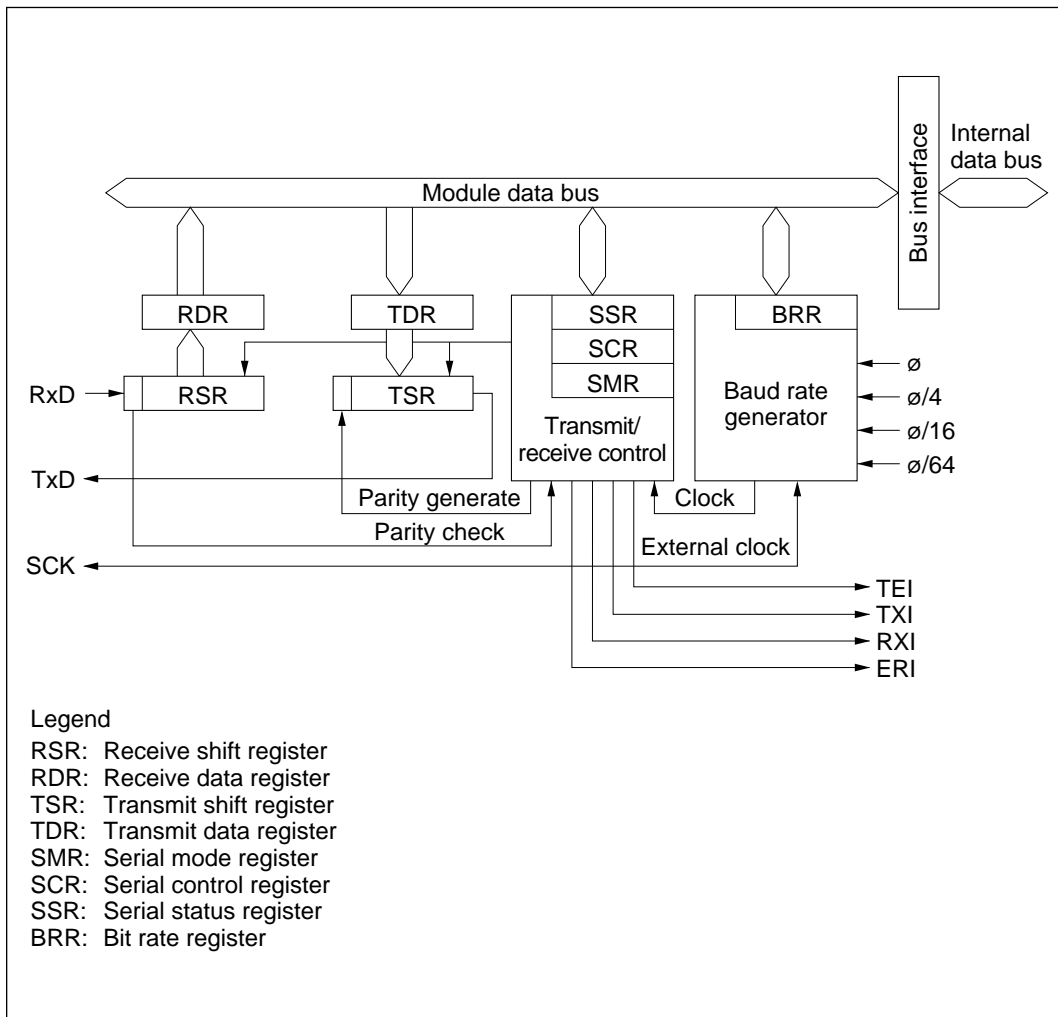 Internal
data bus
Bus interface
Module data bus
RDR
TDR
SSR
BRR
SCR
SMR
RxD
RSR
TSR
Baud rate
generator
ø
ø/4
ø/16
ø/64
Transmit/
receive control
TxD
Parity generate
Clock
Parity check
External clock
SCK
TEI
TXI
RXI
ERI
Legend
RSR: Receive shift register
RDR: Receive data register
TSR: Transmit shift register
TDR: Transmit data register
SMR: Serial mode register
SCR: Serial control register
SSR: Serial status register
BRR: Bit rate register